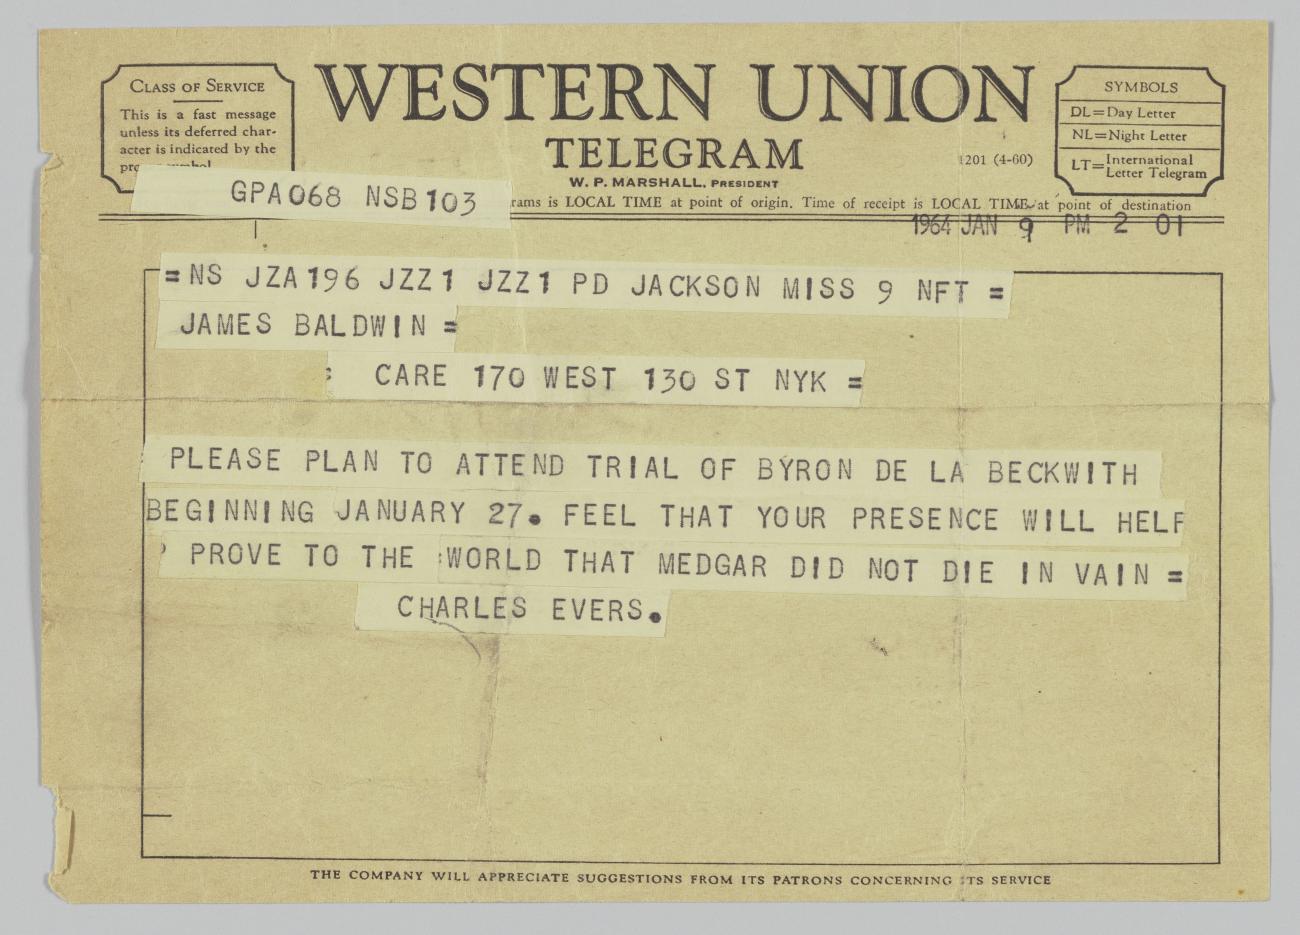 CLASS OF SERVICE
This is a fast message
unless its deferred char-
acter is indicated by the
WESTERN UNION
TELEGRAM
W. P. MARSHALL, PRESIDENT
1201 (4-60)
SYMBOLS
DL=Day Letter
NL=Night Letter
LT=International Letter Telegram
GPA068 NSB103
is LOCAL TIME at point of origin. Time of receipt is LOCAL TIME at point of destination
1964 JAN 9 PM 2 01
=NS JZA196 JZZ1 JZZ1 PD JACKSON MISS 9 NFT =
JAMES BALDWIN =
CARE 170 WEST 130 ST NYK =
PLEASE PLAN TO ATTEND TRIAL OF BYRON DE LA BECKWITH
BEGINNING JANUARY 27. FEEL THAT YOUR PRESENCE WILL HELP
PROVE TO THE WORLD THAT MEDGAR DID NOT DIE IN VAIN =
CHARLES EVERS.
THE COMPANY WILL APPRECIATE SUGGESTIONS FROM ITS PATRONS CONCERNING ITS SERVICE